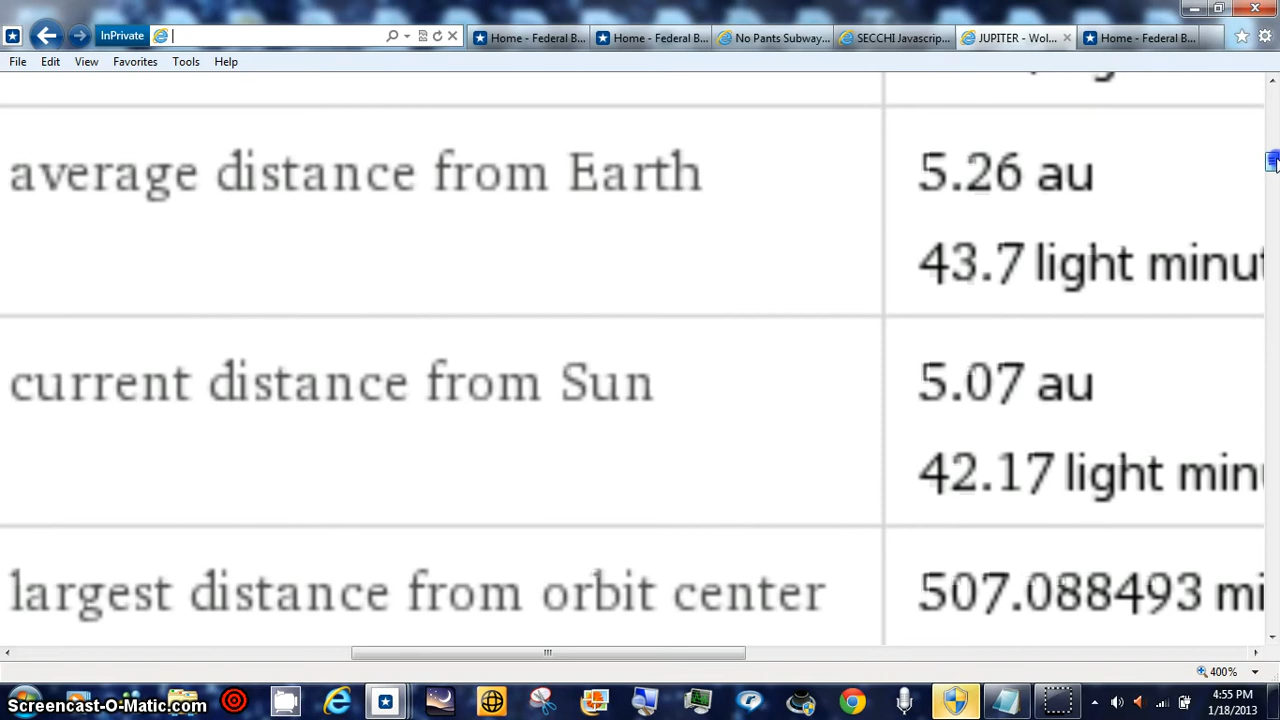 InPrivate
Home - Federal B...
Home - Federal B...
No Pants Subway...
SECCHI Javascrip...
JUPITER - Wol...
Home - Federal B...
File Edit View Favorites Tools Help
average distance from Earth
5.26 au
43.7 light minut
current distance from Sun
5.07 au
42.17 light min
largest distance from orbit center
507.088493 mi
400%
Screencast-O-Matic.com
4:55 PM
1/18/2013